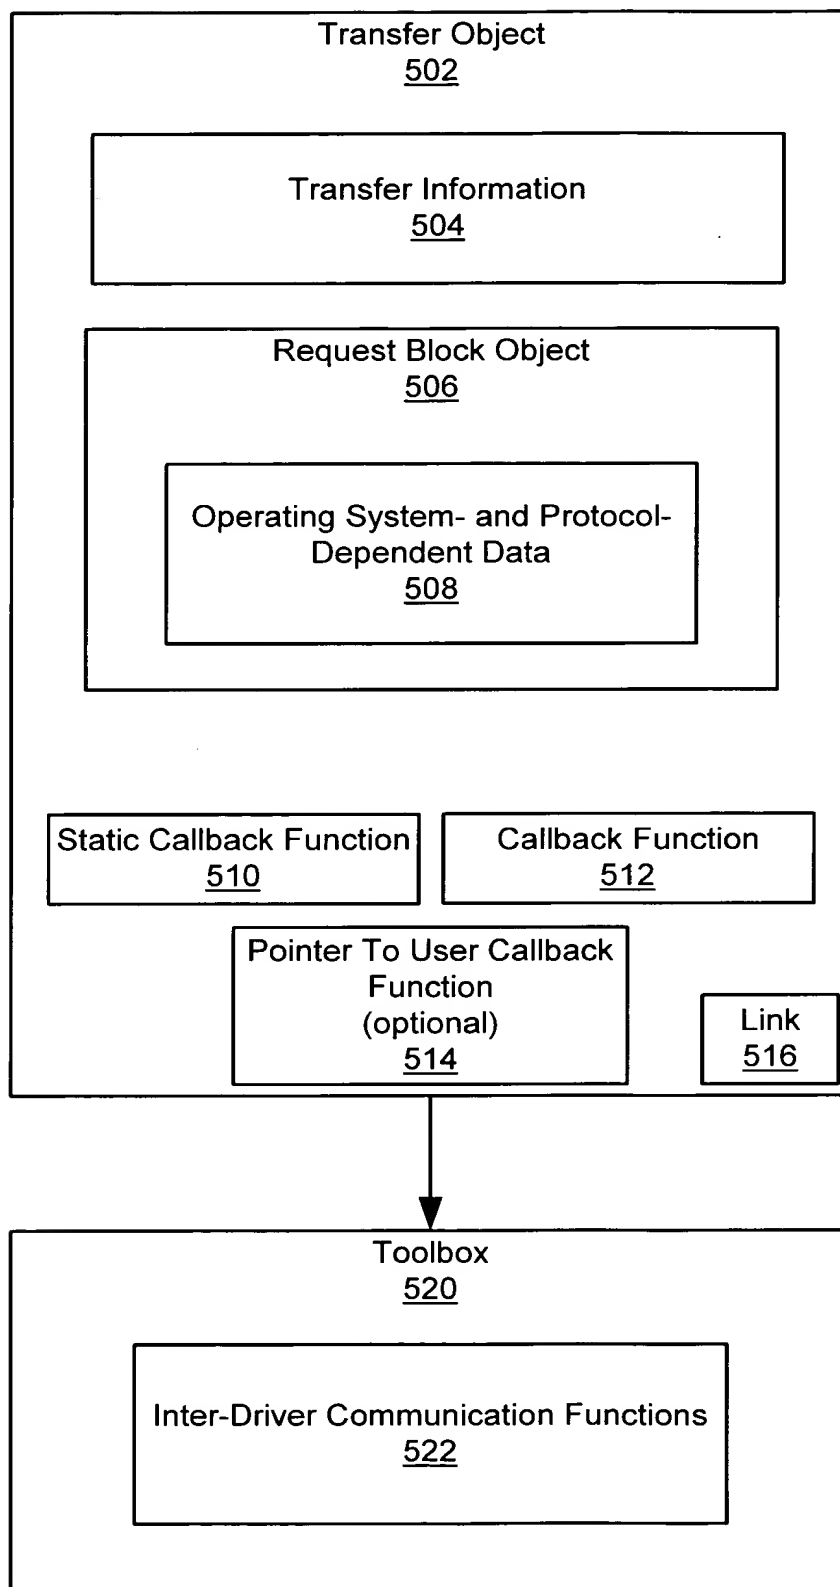 Transfer Object
502
Transfer Information
504
Request Block Object
506
Operating System- and Protocol-
Dependent Data
508
Static Callback Function
510
Callback Function
512
Pointer To User Callback
Function
(optional)
514
Link
516
Toolbox
520
Inter-Driver Communication Functions
522